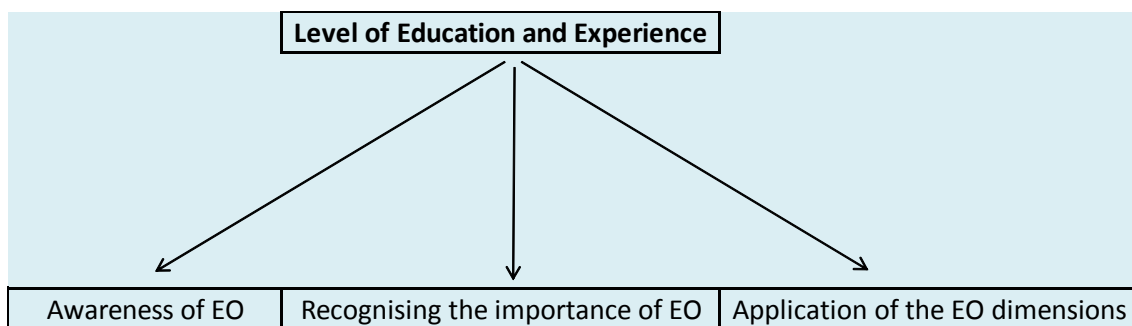 Level of Education and Experience
Awareness of EO
Recognising the importance of EO
Application of the EO dimensions